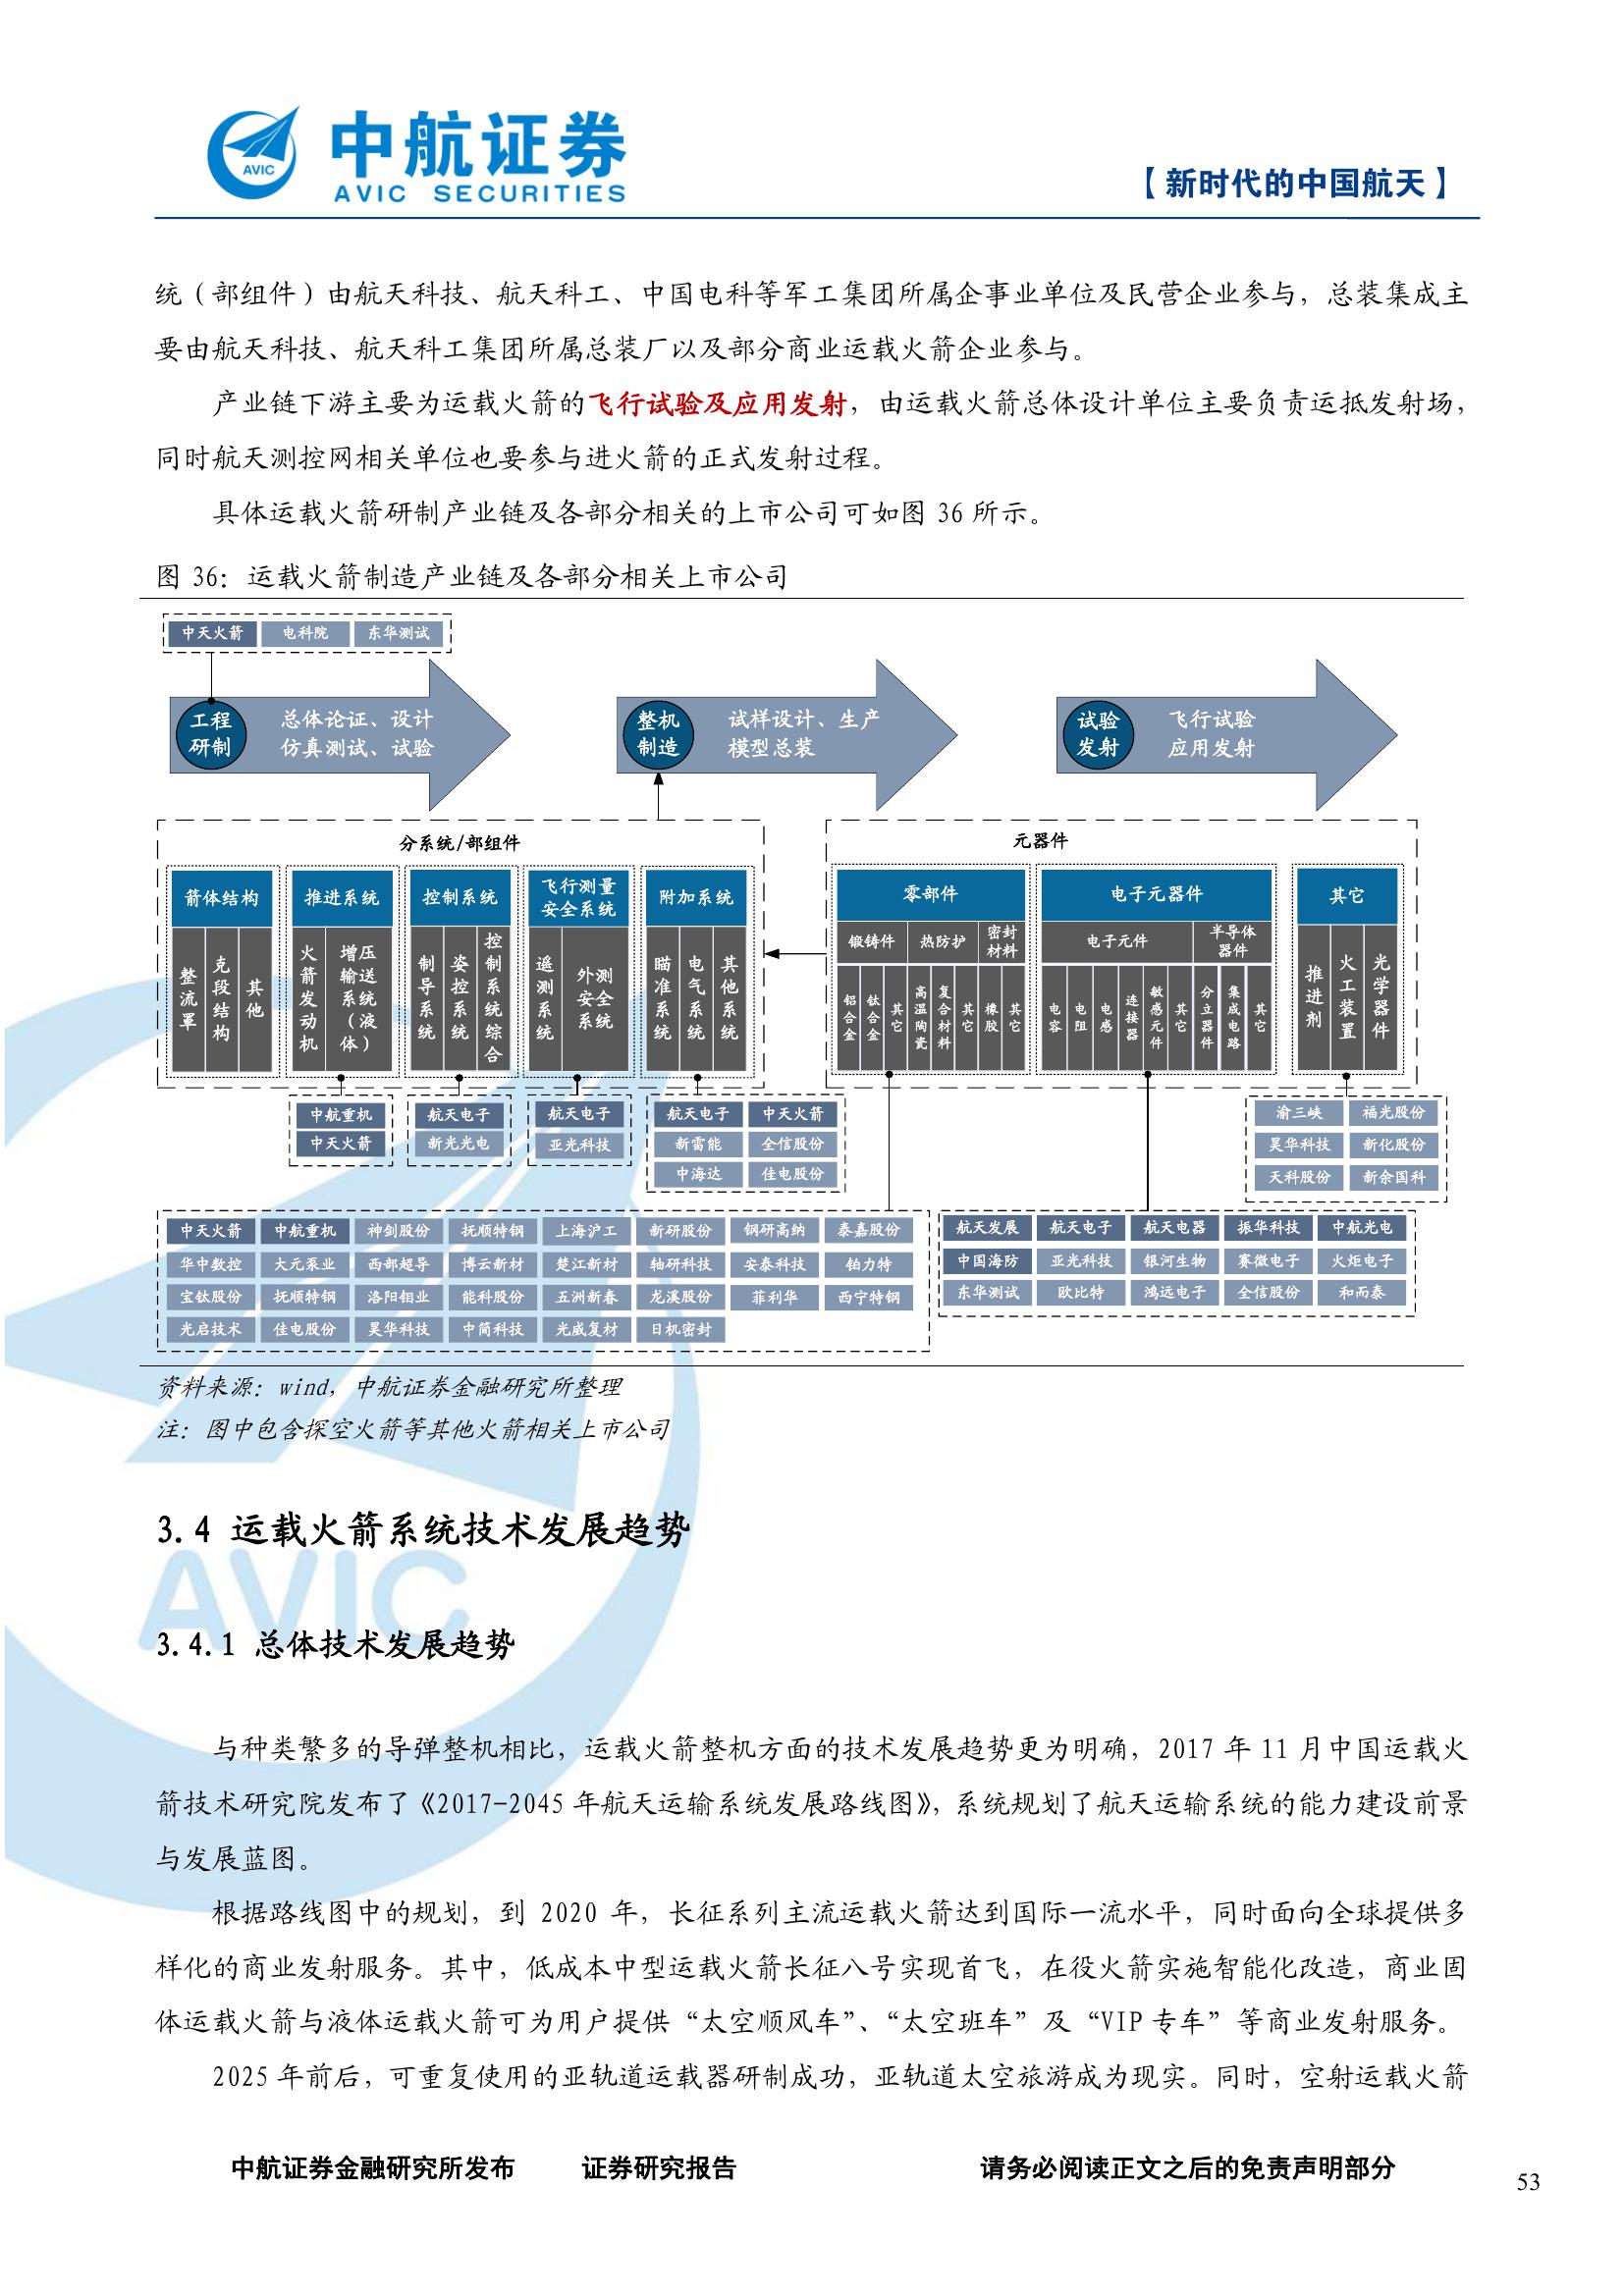 AVIC
中航证券
AVIC SECURITIES
【新时代的中国航天】
统（部组件）由航天科技、航天科工、中国电科等军工集团所属企事业单位及民营企业参与，总装集成主
要由航天科技、航天科工集团所属总装厂以及部分商业运载火箭企业参与。
产业链下游主要为运载火箭的飞行试验及应用发射，由运载火箭总体设计单位主要负责运抵发射场，
同时航天测控网相关单位也要参与进火箭的正式发射过程。
具体运载火箭研制产业链及各部分相关的上市公司可如图 36 所示。
图 36：运载火箭制造产业链及各部分相关上市公司
中天火箭 电科院 东华测试
工程
研制
总体论证、设计
仿真测试、试验
整机
制造
试样设计、生产
模型总装
试验
发射
飞行试验
应用发射
分系统/部组件
箭体结构
整流罩
壳段结构
其他
推进系统
火箭发动机
增压输送系统（液体）
控制系统
制导系统
姿控系统
控制系统综合
飞行测量
安全系统
遥测系统
外测安全系统
附加系统
瞄准系统
电气系统
其他系统
元器件
零部件
锻铸件
热防护
密封
材料
铝合金
钛合金
其它
高温陶瓷
复合材料
其它
橡胶
其它
电子元器件
电子元件
半导体
器件
电容
电阻
电感
连接器
敏感元件
其它
分立器件
集成电路
其它
其它
推进剂
火工装置
光学器件
中航重机
中天火箭
航天电子
新光光电
航天电子
亚光科技
航天电子 中天火箭
新雷能 全信股份
中海达 佳电股份
渝三峡 福光股份
昊华科技 新化股份
天科股份 新余国科
中天火箭 中航重机 神剑股份 抚顺特钢 上海沪工 新研股份 钢研高纳 泰嘉股份
华中数控 大元泵业 西部超导 博云新材 楚江新材 轴研科技 安泰科技 铂力特
宝钛股份 抚顺特钢 洛阳钼业 能科股份 五洲新春 龙溪股份 菲利华 西宁特钢
光启技术 佳电股份 昊华科技 中简科技 光威复材 日机密封
航天发展 航天电子 航天电器 振华科技 中航光电
中国海防 亚光科技 银河生物 赛微电子 火炬电子
东华测试 欧比特 鸿远电子 全信股份 和而泰
资料来源：wind，中航证券金融研究所整理
注：图中包含探空火箭等其他火箭相关上市公司
3.4 运载火箭系统技术发展趋势
AVIC
3.4.1 总体技术发展趋势
与种类繁多的导弹整机相比，运载火箭整机方面的技术发展趋势更为明确，2017 年 11 月中国运载火
箭技术研究院发布了《2017-2045 年航天运输系统发展路线图》，系统规划了航天运输系统的能力建设前景
与发展蓝图。
根据路线图中的规划，到 2020 年，长征系列主流运载火箭达到国际一流水平，同时面向全球提供多
样化的商业发射服务。其中，低成本中型运载火箭长征八号实现首飞，在役火箭实施智能化改造，商业固
体运载火箭与液体运载火箭可为用户提供“太空顺风车”、“太空班车”及“VIP 专车”等商业发射服务。
2025 年前后，可重复使用的亚轨道运载器研制成功，亚轨道太空旅游成为现实。同时，空射运载火箭
中航证券金融研究所发布 证券研究报告 请务必阅读正文之后的免责声明部分
53